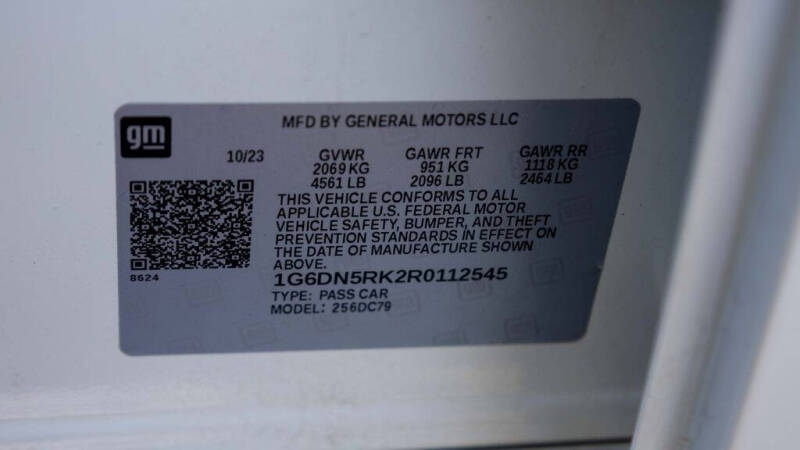 gm
MFD BY GENERAL MOTORS LLC
10/23 GVWR GAWR FRT GAWR RR
2069 KG 951 KG 1118 KG
4561 LB 2096 LB 2464 LB
THIS VEHICLE CONFORMS TO ALL
APPLICABLE U.S. FEDERAL MOTOR
VEHICLE SAFETY, BUMPER, AND THEFT
PREVENTION STANDARDS IN EFFECT ON
THE DATE OF MANUFACTURE SHOWN
ABOVE.
8624
1G6DN5RK2R0112545
TYPE: PASS CAR
MODEL: 256DC79